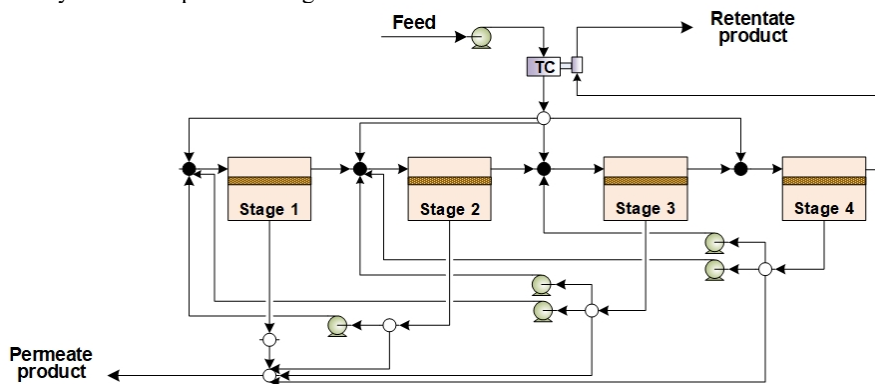 Feed
Retentate
product
TC
Stage 1
Stage 2
Stage 3
Stage 4
Permeate
product